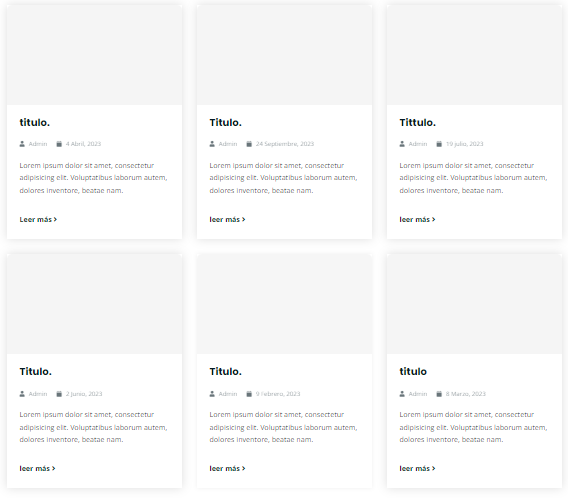 titulo.
Admin 4 Abril, 2023
Lorem ipsum dolor sit amet, consectetur
adipisicing elit. Voluptatibus laborum autem,
dolores inventore, beatae nam.
Leer más
Titulo.
Admin 24 Septiembre, 2023
Lorem ipsum dolor sit amet, consectetur
adipisicing elit. Voluptatibus laborum autem,
dolores inventore, beatae nam.
leer más
Tittulo.
Admin 19 julio, 2023
Lorem ipsum dolor sit amet, consectetur
adipisicing elit. Voluptatibus laborum autem,
dolores inventore, beatae nam.
leer más
Titulo.
Admin 2 Junio, 2023
Lorem ipsum dolor sit amet, consectetur
adipisicing elit. Voluptatibus laborum autem,
dolores inventore, beatae nam.
leer más
Titulo.
Admin 9 Febrero, 2023
Lorem ipsum dolor sit amet, consectetur
adipisicing elit. Voluptatibus laborum autem,
dolores inventore, beatae nam.
leer más
titulo
Admin 8 Marzo, 2023
Lorem ipsum dolor sit amet, consectetur
adipisicing elit. Voluptatibus laborum autem,
dolores inventore, beatae nam.
leer más